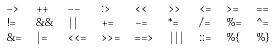 -> ++ -- :> << >> <= >= ==
!= && || += -= *= /= %= ^=
&= |= <<= >>= ==> ||| ::= %{ %}